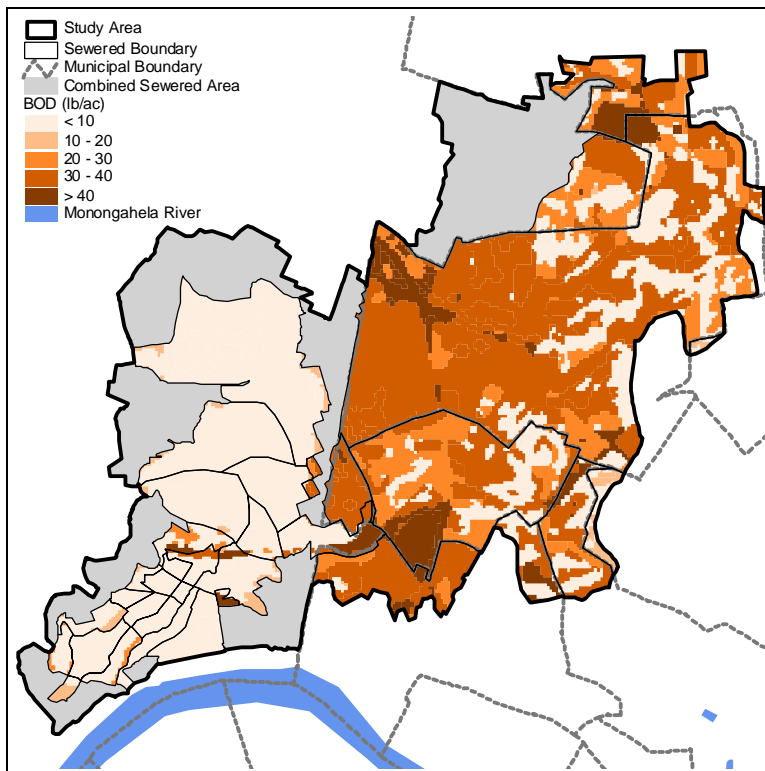 Study Area
Sewered Boundary
Municipal Boundary
Combined Sewered Area
BOD (lb/ac)
< 10
10 - 20
20 - 30
30 - 40
> 40
Monongahela River